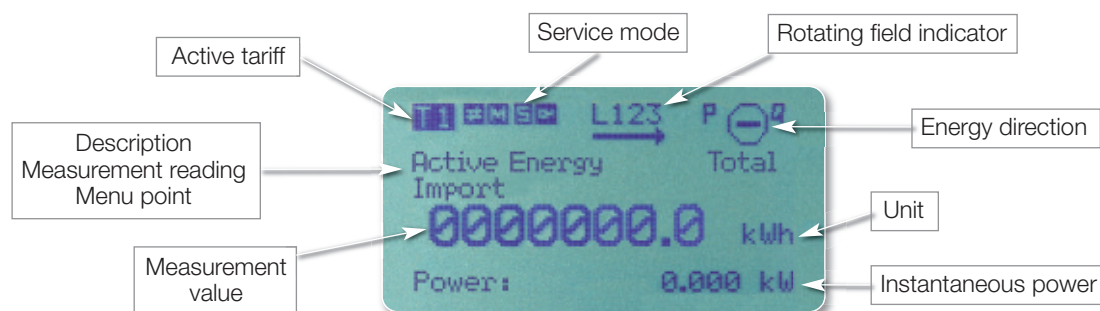 Service mode
Rotating field indicator
Active tariff
T1 M S L123 P Q
Energy direction
Description
Measurement reading
Menu point
Active Energy Total
Import
Unit
0000000.0 kWh
Measurement
value
Power: 0.000 kW
Instantaneous power